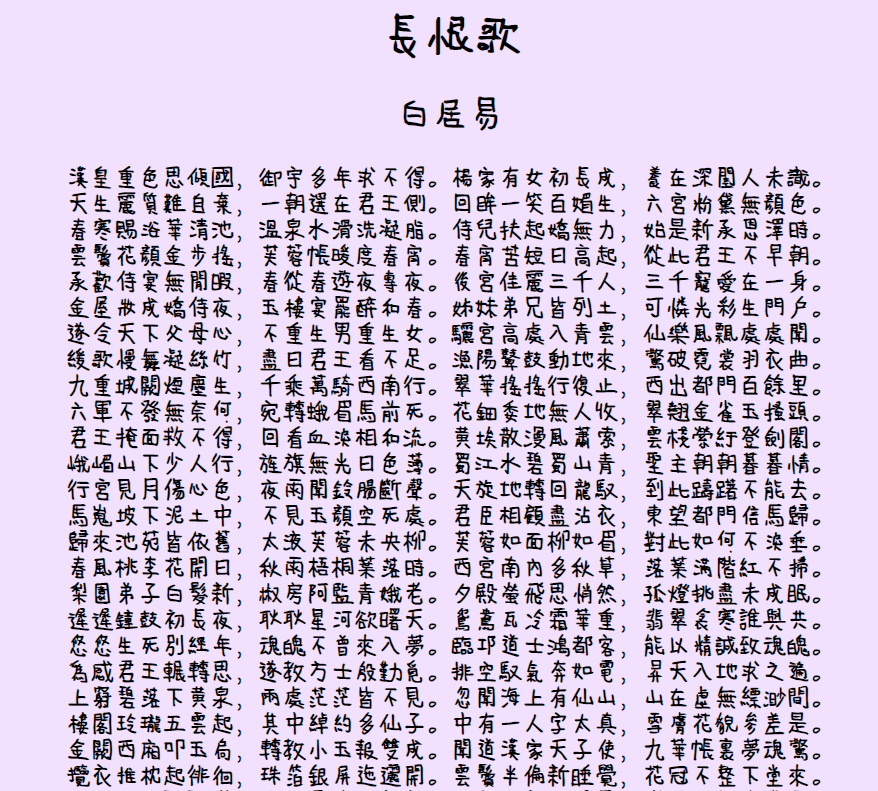 長恨歌
白居易
漢皇重色思傾國,御宇多年求不得。楊家有女初長成,養在深閨人未識。
天生麗質難自棄,一朝選在君王側。回眸一笑百媚生,六宮粉黛無顏色。
春寒賜浴華清池,溫泉水滑洗凝脂。侍兒扶起嬌無力,始是新承恩澤時。
雲鬢花顏金步搖,芙蓉帳暖度春宵。春宵苦短日高起,從此君王不早朝。
承歡侍宴無閒暇,春從春遊夜專夜。後宮佳麗三千人,三千寵愛在一身。
金屋妝成嬌侍夜,玉樓宴罷醉和春。姊妹弟兄皆列土,可憐光彩生門戶。
遂令天下父母心,不重生男重生女。驪宮高處入青雲,仙樂風飄處處聞。
緩歌慢舞凝絲竹,盡日君王看不足。漁陽鼙鼓動地來,驚破霓裳羽衣曲。
九重城闕煙塵生,千乘萬騎西南行。翠華搖搖行復止,西出都門百餘里。
六軍不發無奈何,宛轉蛾眉馬前死。花鈿委地無人收,翠翹金雀玉搔頭。
君王掩面救不得,回看血淚相和流。黃埃散漫風蕭索,雲棧縈紆登劍閣。
峨嵋山下少人行,旌旗無光日色薄。蜀江水碧蜀山青,聖主朝朝暮暮情。
行宮見月傷心色,夜雨聞鈴腸斷聲。天旋地轉回龍馭,到此躊躇不能去。
馬嵬坡下泥土中,不見玉顏空死處。君臣相顧盡沾衣,東望都門信馬歸。
歸來池苑皆依舊,太液芙蓉未央柳。芙蓉如面柳如眉,對此如何不淚垂。
春風桃李花開日,秋雨梧桐葉落時。西宮南內多秋草,落葉滿階紅不掃。
梨園弟子白髮新,椒房阿監青娥老。夕殿螢飛思悄然,孤燈挑盡未成眠。
遲遲鐘鼓初長夜,耿耿星河欲曙天。鴛鴦瓦冷霜華重,翡翠衾寒誰與共。
悠悠生死別經年,魂魄不曾來入夢。臨邛道士鴻都客,能以精誠致魂魄。
為感君王輾轉思,遂教方士殷勤覓。排空馭氣奔如電,昇天入地求之遍。
上窮碧落下黃泉,兩處茫茫皆不見。忽聞海上有仙山,山在虛無縹緲間。
樓閣玲瓏五雲起,其中綽約多仙子。中有一人字太真,雪膚花貌參差是。
金闕西廂叩玉扃,轉教小玉報雙成。聞道漢家天子使,九華帳裏夢魂驚。
攬衣推枕起徘徊,珠箔銀屏迤邐開。雲鬢半偏新睡覺,花冠不整下堂來。